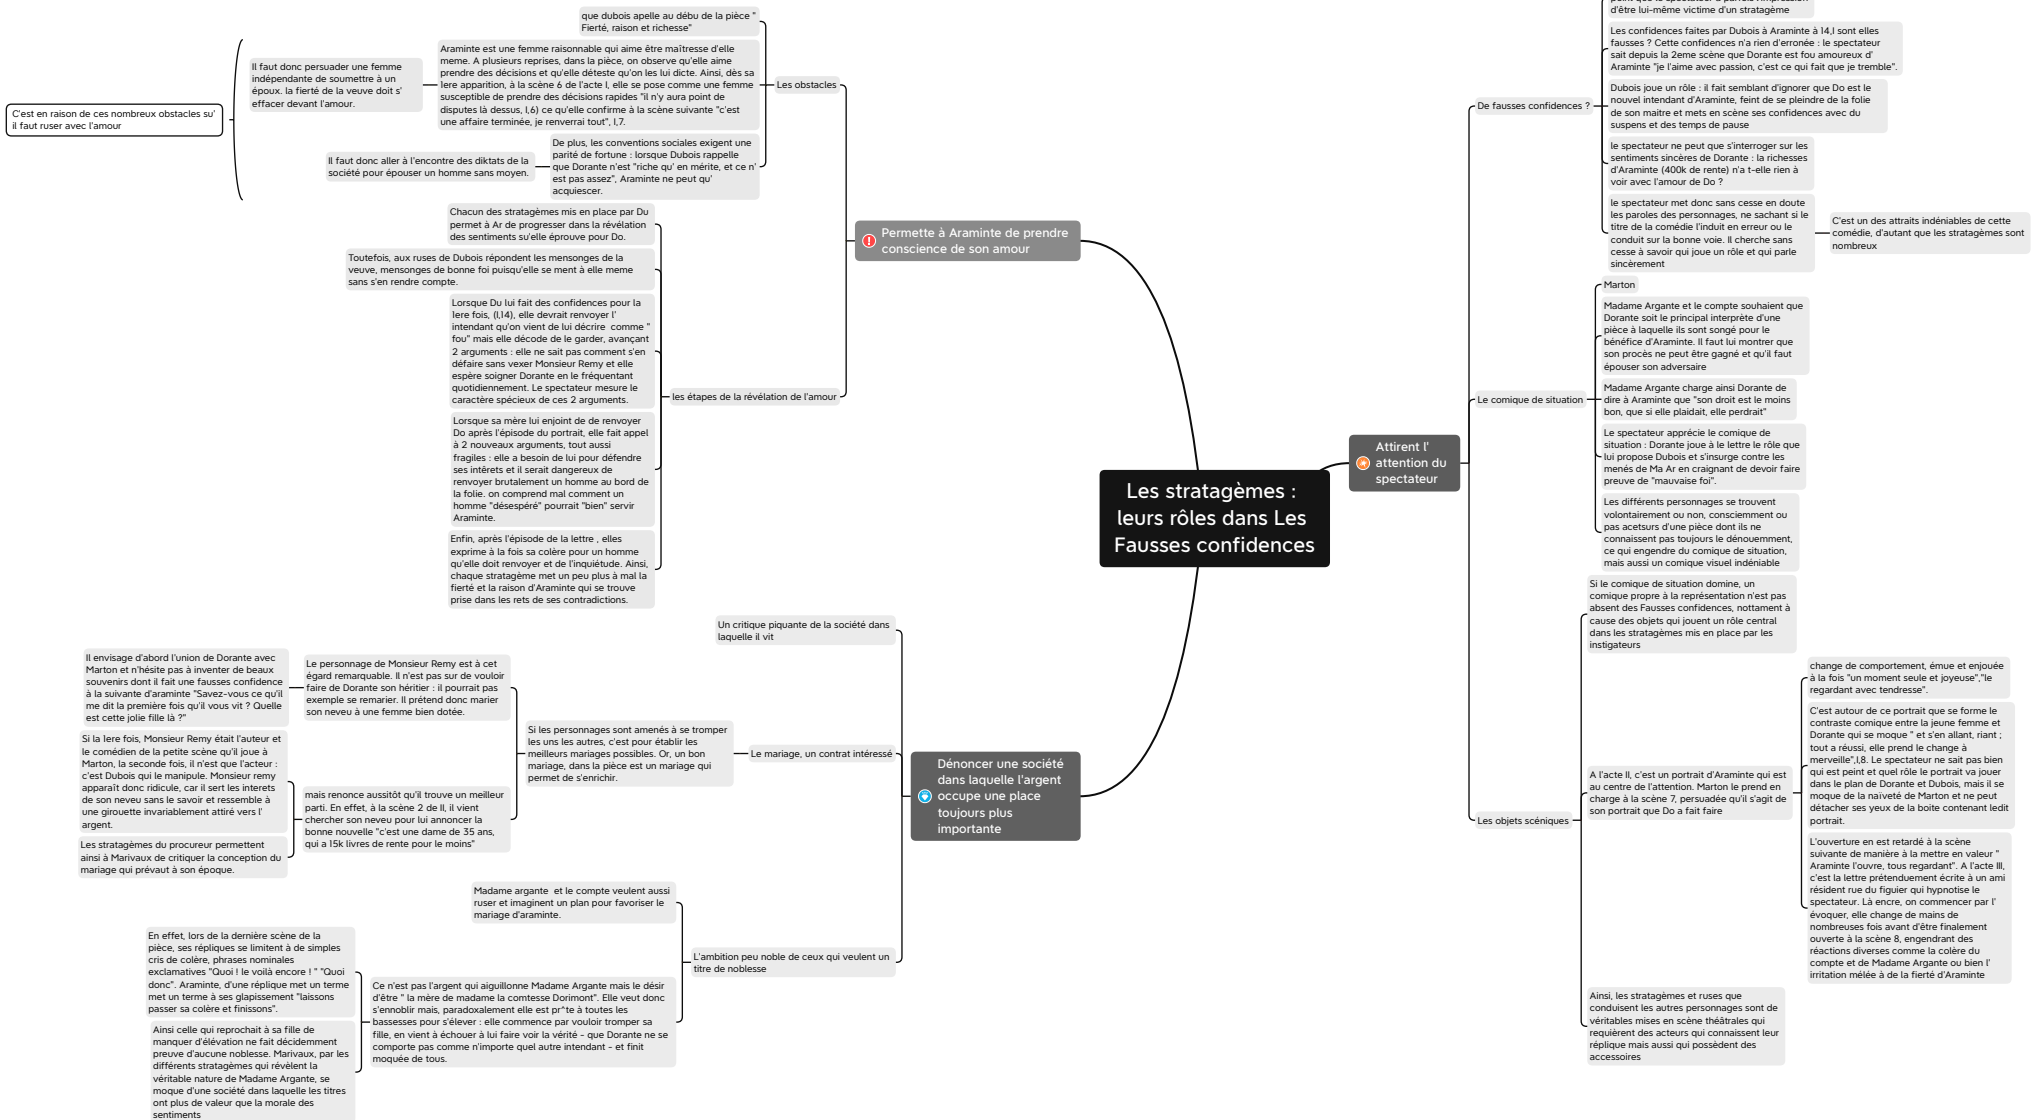 Les stratagèmes :
leurs rôles dans Les
Fausses confidences
Permette à Araminte de prendre
conscience de son amour
Les obstacles
que dubois apelle au débu de la pièce "
Fierté, raison et richesse"
Araminte est une femme raisonnable qui aime être maîtresse d'elle
meme. A plusieurs reprises, dans la pièce, on observe qu'elle aime
prendre des décisions et qu'elle déteste qu'on les lui dicte. Ainsi, dès sa
1ere apparition, à la scène 6 de l'acte I, elle se pose comme une femme
susceptible de prendre des décisions rapides "il n'y aura point de
disputes là dessus, I,6) ce qu'elle confirme à la scène suivante "c'est
une affaire terminée, je renverrai tout", I,7.
Il faut donc persuader une femme
indépendante de soumettre à un
époux. la fierté de la veuve doit s'
effacer devant l'amour.
De plus, les conventions sociales exigent une
parité de fortune : lorsque Dubois rappelle
que Dorante n'est "riche qu' en mérite, et ce n'
est pas assez", Araminte ne peut qu'
acquiescer.
Il faut donc aller à l'encontre des diktats de la
société pour épouser un homme sans moyen.
C'est en raison de ces nombreux obstacles su'
il faut ruser avec l'amour
les étapes de la révélation de l'amour
Chacun des stratagèmes mis en place par Du
permet à Ar de progresser dans la révélation
des sentiments su'elle éprouve pour Do.
Toutefois, aux ruses de Dubois répondent les mensonges de la
veuve, mensonges de bonne foi puisqu'elle se ment à elle meme
sans s'en rendre compte.
Lorsque Du lui fait des confidences pour la
1ere fois, (I,14), elle devrait renvoyer l'
intendant qu'on vient de lui décrire comme "
fou" mais elle décode de le garder, avançant
2 arguments : elle ne sait pas comment s'en
défaire sans vexer Monsieur Remy et elle
espère soigner Dorante en le fréquentant
quotidiennement. Le spectateur mesure le
caractère spécieux de ces 2 arguments.
Lorsque sa mère lui enjoint de de renvoyer
Do après l'épisode du portrait, elle fait appel
à 2 nouveaux arguments, tout aussi
fragiles : elle a besoin de lui pour défendre
ses intêrets et il serait dangereux de
renvoyer brutalement un homme au bord de
la folie. on comprend mal comment un
homme "désespéré" pourrait "bien" servir
Araminte.
Enfin, après l'épisode de la lettre , elles
exprime à la fois sa colère pour un homme
qu'elle doit renvoyer et de l'inquiétude. Ainsi,
chaque stratagème met un peu plus à mal la
fierté et la raison d'Araminte qui se trouve
prise dans les rets de ses contradictions.
Dénoncer une société
dans laquelle l'argent
occupe une place
toujours plus
importante
Un critique piquante de la société dans
laquelle il vit
Le mariage, un contrat intéressé
Si les personnages sont amenés à se tromper
les uns les autres, c'est pour établir les
meilleurs mariages possibles. Or, un bon
mariage, dans la pièce est un mariage qui
permet de s'enrichir.
Le personnage de Monsieur Remy est à cet
égard remarquable. Il n'est pas sur de vouloir
faire de Dorante son héritier : il pourrait pas
exemple se remarier. Il prétend donc marier
son neveu à une femme bien dotée.
Il envisage d'abord l'union de Dorante avec
Marton et n'hésite pas à inventer de beaux
souvenirs dont il fait une fausses confidence
à la suivante d'araminte "Savez-vous ce qu'il
me dit la première fois qu'il vous vit ? Quelle
est cette jolie fille là ?"
mais renonce aussitôt qu'il trouve un meilleur
parti. En effet, à la scène 2 de II, il vient
chercher son neveu pour lui annoncer la
bonne nouvelle "c'est une dame de 35 ans,
qui a 15k livres de rente pour le moins"
Si la 1ere fois, Monsieur Remy était l'auteur et
le comédien de la petite scène qu'il joue à
Marton, la seconde fois, il n'est que l'acteur :
c'est Dubois qui le manipule. Monsieur remy
apparaît donc ridicule, car il sert les interets
de son neveu sans le savoir et ressemble à
une girouette invariablement attiré vers l'
argent.
Les stratagèmes du procureur permettent
ainsi à Marivaux de critiquer la conception du
mariage qui prévaut à son époque.
L'ambition peu noble de ceux qui veulent un
titre de noblesse
Madame argante et le compte veulent aussi
ruser et imaginent un plan pour favoriser le
mariage d'araminte.
Ce n'est pas l'argent qui aiguillonne Madame Argante mais le désir
d'être " la mère de madame la comtesse Dorimont". Elle veut donc
s'ennoblir mais, paradoxalement elle est pr^te à toutes les
bassesses pour s'élever : elle commence par vouloir tromper sa
fille, en vient à échouer à lui faire voir la vérité - que Dorante ne se
comporte pas comme n'importe quel autre intendant - et finit
moquée de tous.
En effet, lors de la dernière scène de la
pièce, ses répliques se limitent à de simples
cris de colère, phrases nominales
exclamatives "Quoi ! le voilà encore ! " "Quoi
donc". Araminte, d'une réplique met un terme
met un terme à ses glapissement "laissons
passer sa colère et finissons".
Ainsi celle qui reprochait à sa fille de
manquer d'élévation ne fait décidemment
preuve d'aucune noblesse. Marivaux, par les
différents stratagèmes qui révèlent la
véritable nature de Madame Argante, se
moque d'une société dans laquelle les titres
ont plus de valeur que la morale des
sentiments
Attirent l'
attention du
spectateur
De fausses confidences ?
d'être lui-même victime d'un stratagème
Les confidences faites par Dubois à Araminte à 14,I sont elles
fausses ? Cette confidences n'a rien d'erronée : le spectateur
sait depuis la 2eme scène que Dorante est fou amoureux d'
Araminte "je l'aime avec passion, c'est ce qui fait que je tremble".
Dubois joue un rôle : il fait semblant d'ignorer que Do est le
nouvel intendant d'Araminte, feint de se pleindre de la folie
de son maitre et mets en scène ses confidences avec du
suspens et des temps de pause
le spectateur ne peut que s'interroger sur les
sentiments sincères de Dorante : la richesses
d'Araminte (400k de rente) n'a t-elle rien à
voir avec l'amour de Do ?
le spectateur met donc sans cesse en doute
les paroles des personnages, ne sachant si le
titre de la comédie l'induit en erreur ou le
conduit sur la bonne voie. Il cherche sans
cesse à savoir qui joue un rôle et qui parle
sincèrement
C'est un des attraits indéniables de cette
comédie, d'autant que les stratagèmes sont
nombreux
Le comique de situation
Marton
Madame Argante et le compte souhaient que
Dorante soit le principal interprète d'une
pièce à laquelle ils sont songé pour le
bénéfice d'Araminte. Il faut lui montrer que
son procès ne peut être gagné et qu'il faut
épouser son adversaire
Madame Argante charge ainsi Dorante de
dire à Araminte que "son droit est le moins
bon, que si elle plaidait, elle perdrait"
Le spectateur apprécie le comique de
situation : Dorante joue à le lettre le rôle que
lui propose Dubois et s'insurge contre les
menés de Ma Ar en craignant de devoir faire
preuve de "mauvaise foi".
Les différents personnages se trouvent
volontairement ou non, consciemment ou
pas acetsurs d'une pièce dont ils ne
connaissent pas toujours le dénouemment,
ce qui engendre du comique de situation,
mais aussi un comique visuel indéniable
Les objets scéniques
Si le comique de situation domine, un
comique propre à la représentation n'est pas
absent des Fausses confidences, nottament à
cause des objets qui jouent un rôle central
dans les stratagèmes mis en place par les
instigateurs
A l'acte II, c'est un portrait d'Araminte qui est
au centre de l'attention. Marton le prend en
charge à la scène 7, persuadée qu'il s'agit de
son portrait que Do a fait faire
change de comportement, émue et enjouée
à la fois "un moment seule et joyeuse","le
regardant avec tendresse".
C'est autour de ce portrait que se forme le
contraste comique entre la jeune femme et
Dorante qui se moque " et s'en allant, riant ;
tout a réussi, elle prend le change à
merveille",I,8. Le spectateur ne sait pas bien
qui est peint et quel rôle le portrait va jouer
dans le plan de Dorante et Dubois, mais il se
moque de la naïveté de Marton et ne peut
détacher ses yeux de la boite contenant ledit
portrait.
L'ouverture en est retardé à la scène
suivante de manière à la mettre en valeur "
Araminte l'ouvre, tous regardant". A l'acte III,
c'est la lettre prétenduement écrite à un ami
résident rue du figuier qui hypnotise le
spectateur. Là encre, on commencer par l'
évoquer, elle change de mains de
nombreuses fois avant d'être finalement
ouverte à la scène 8, engendrant des
réactions diverses comme la colère du
compte et de Madame Argante ou bien l'
irritation mélée à de la fierté d'Araminte
Ainsi, les stratagèmes et ruses que
conduisent les autres personnages sont de
véritables mises en scène théâtrales qui
requièrent des acteurs qui connaissent leur
réplique mais aussi qui possèdent des
accessoires